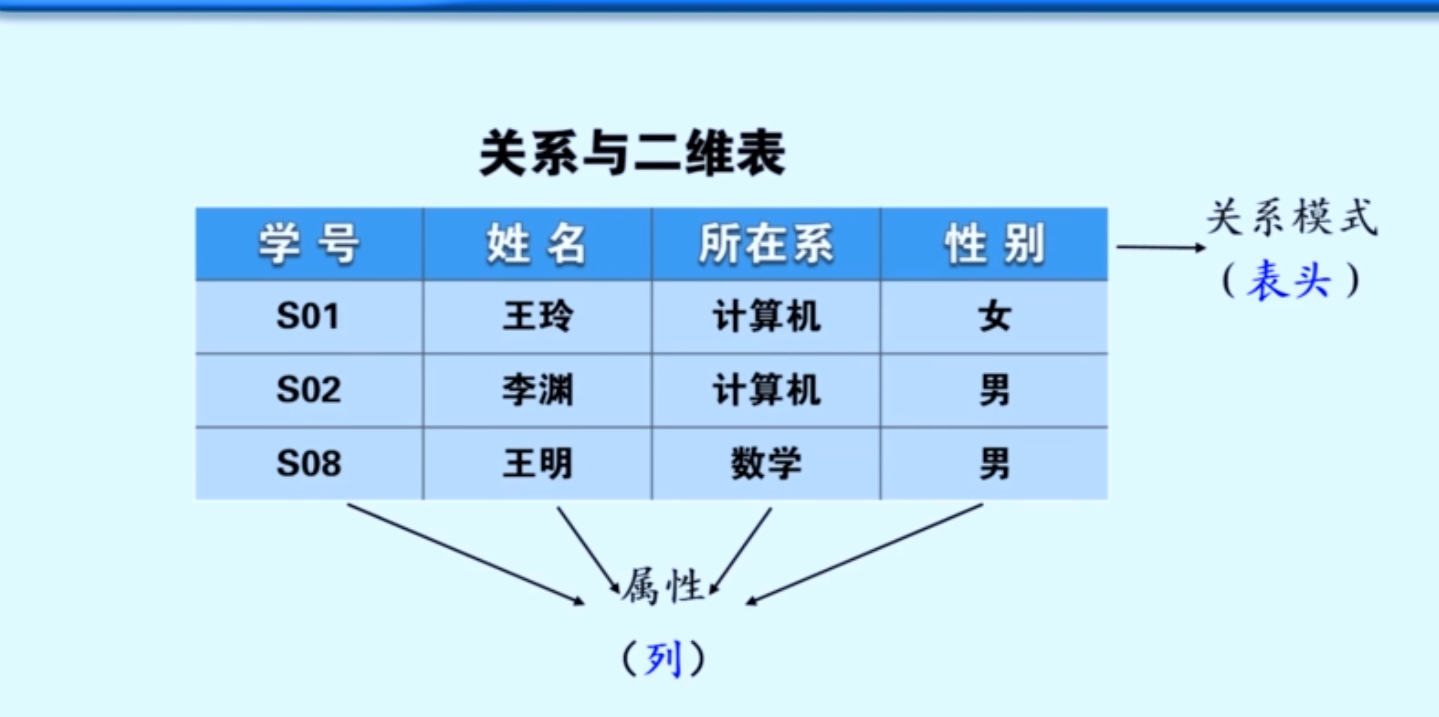 关系与二维表
学号 姓名 所在系 性别
关系模式
（表头）
S01 王玲 计算机 女
S02 李渊 计算机 男
S08 王明 数学 男
属性
（列）